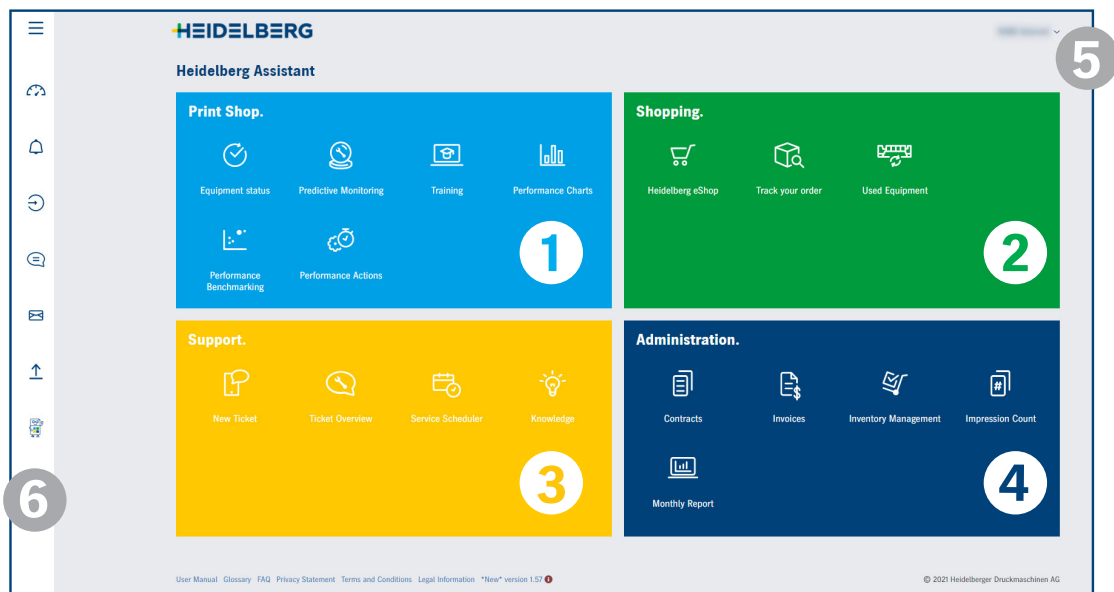 HEIDELBERG
5
Heidelberg Assistant
Print Shop.
Equipment status
Predictive Monitoring
Training
Performance Charts
Performance
Benchmarking
Performance Actions
1
Shopping.
Heidelberg eShop
Track your order
Used Equipment
2
Support.
New Ticket
Ticket Overview
Service Scheduler
Knowledge
3
Administration.
Contracts
Invoices
Inventory Management
Impression Count
Monthly Report
4
6
User Manual Glossary FAQ Privacy Statement Terms and Conditions Legal Information *New* version 1.57
© 2021 Heidelberger Druckmaschinen AG